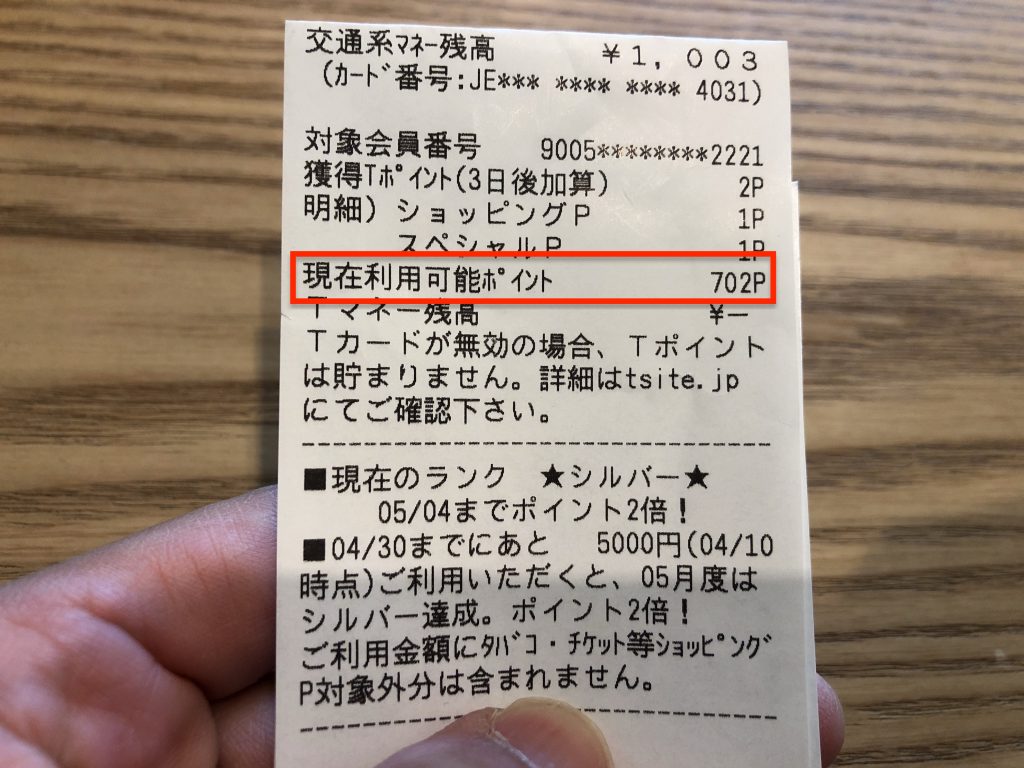 交通系ﾏﾈｰ残高 ¥1,003
(ｶｰﾄﾞ番号:JE*** **** **** 4031)
対象会員番号 9005********2221
獲得Tﾎﾟｲﾝﾄ(3日後加算) 2P
明細) ショッピングP 1P
スペシャルP 1P
現在利用可能ﾎﾟｲﾝﾄ 702P
Tマネー残高 ¥―
Tカードが無効の場合、Tポイント
は貯まりません。詳細はtsite.jp
にてご確認下さい。
■現在のランク ★シルバー★
05/04までポイント2倍!
■04/30までにあと 5000円(04/10
時点)ご利用いただくと、05月度は
シルバー達成。ポイント2倍!
ご利用金額にﾀﾊﾞｺ・ﾁｹｯﾄ等ｼｮｯﾋﾟﾝｸﾞ
P対象外分は含まれません。